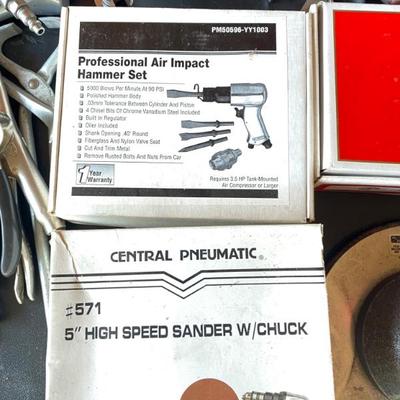 PM50596-YY1003
Professional Air Impact
Hammer Set
5000 Blows Per Minute At 90 PSI
Polished Hammer Body
.03mm Tolerance Between Cylinder And Piston
4 Chisel Bits Of Chrome Vanadium Steel Included
Built In Regulator
Oiler Included
Shank Opening .40' Round
Fiberglass And Nylon Valve Seat
Cut And Trim Metal
Remove Rusted Bolts And Nuts From Car
1 Year
Warranty
Requires 3.5 HP Tank-Mounted
Air Compressor or Larger
CENTRAL PNEUMATIC®
#571
5" HIGH SPEED SANDER W/CHUCK